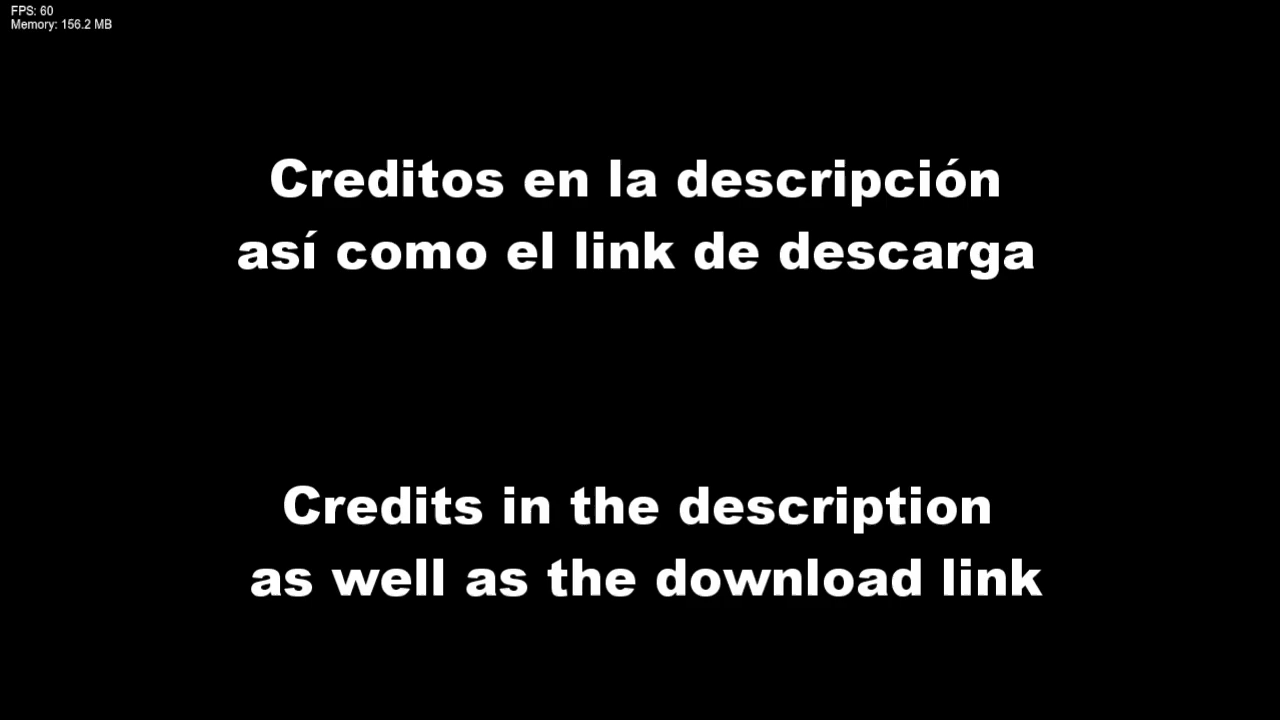 FPS: 60
Memory: 156.2 MB
Creditos en la descripción
así como el link de descarga
Credits in the description
as well as the download link